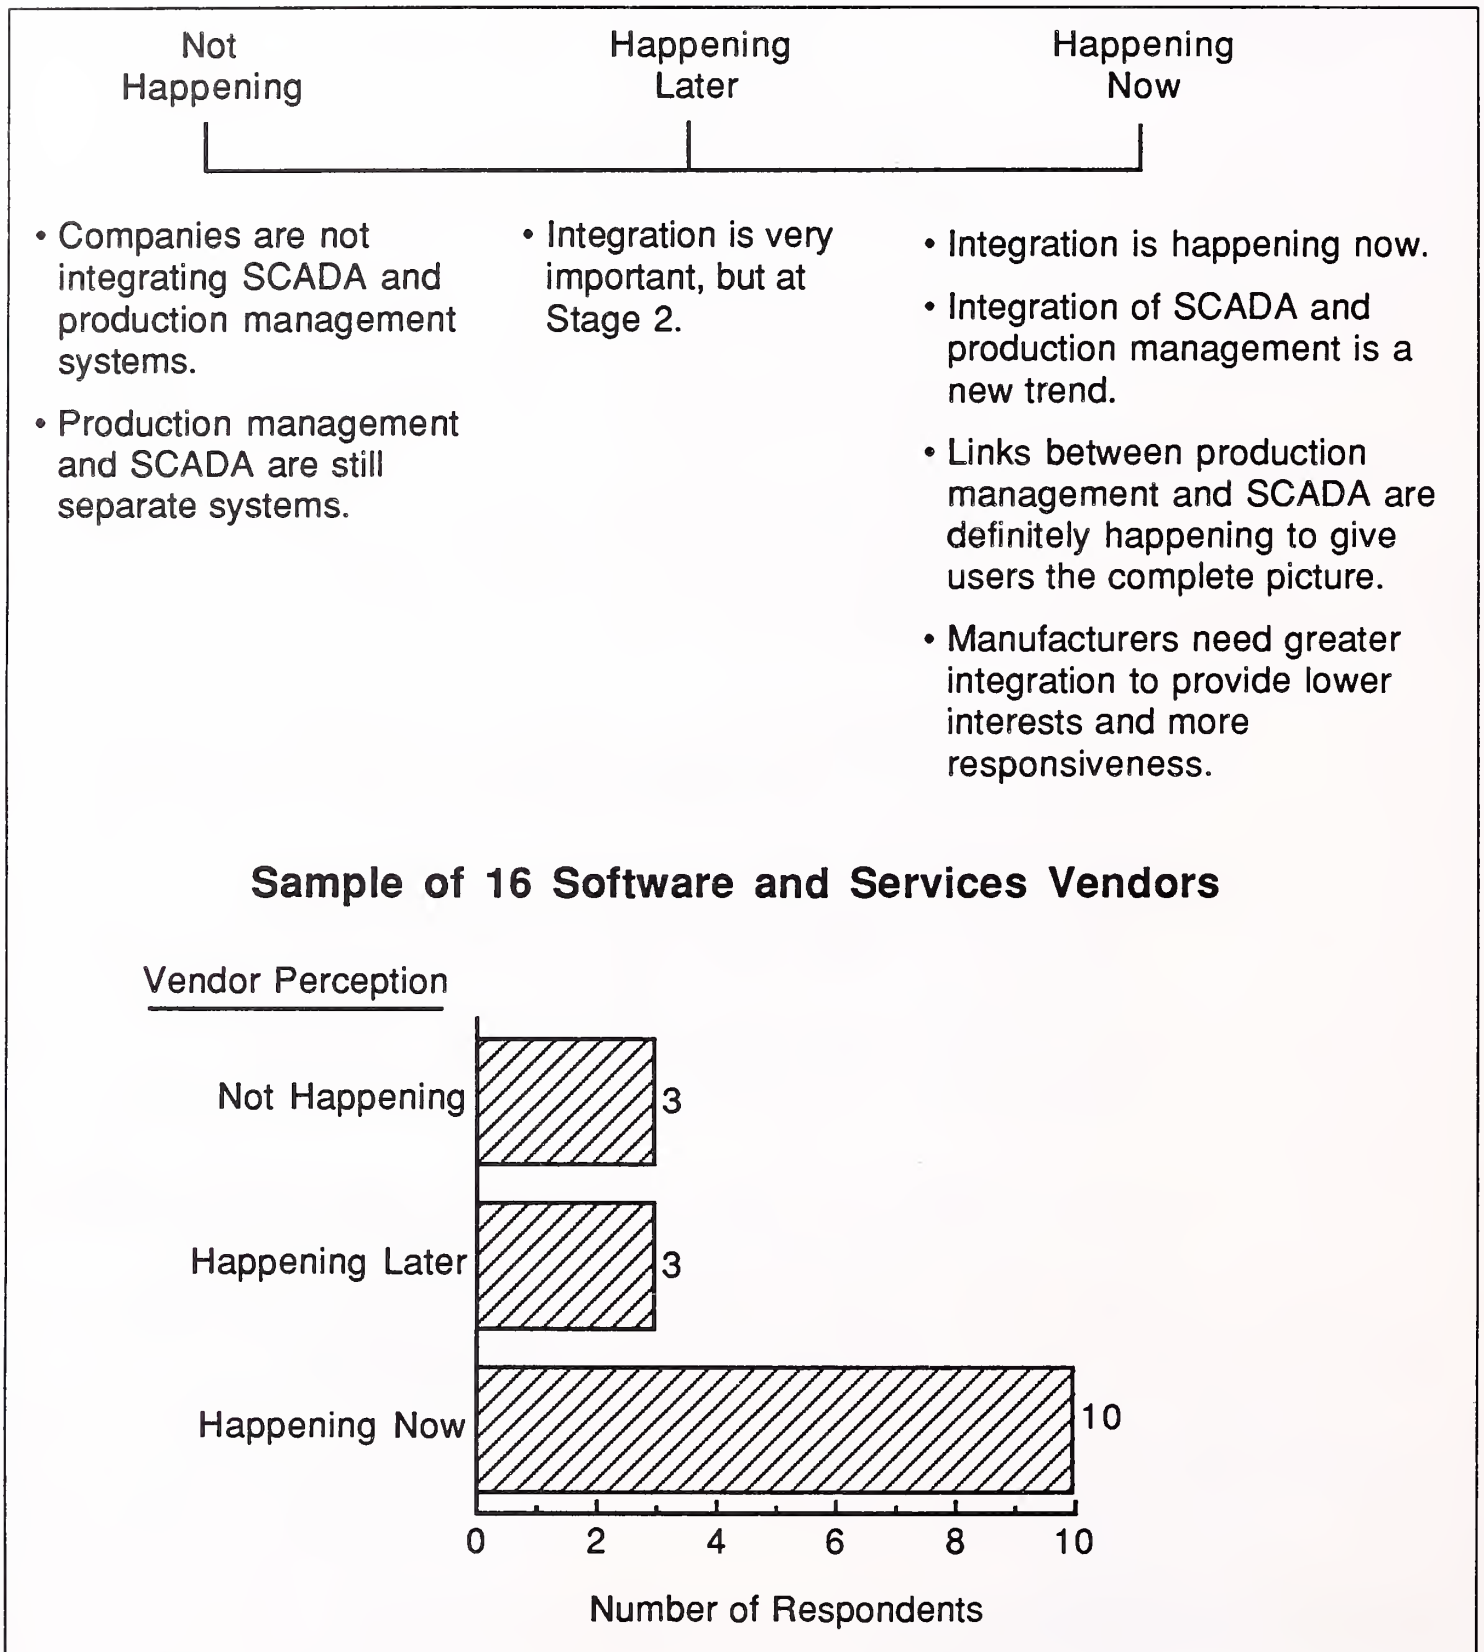 Not
Happening
Happening
Later
Happening
Now
• Companies are not
integrating SCADA and
production management
systems.
• Production management
and SCADA are still
separate systems.
• Integration is very
important, but at
Stage 2.
• Integration is happening now.
• Integration of SCADA and
production management is a
new trend.
• Links between production
management and SCADA are
definitely happening to give
users the complete picture.
• Manufacturers need greater
integration to provide lower
interests and more
responsiveness.
Sample of 16 Software and Services Vendors
Vendor Perception
Not Happening 3
Happening Later 3
Happening Now 10
0 2 4 6 8 10
Number of Respondents